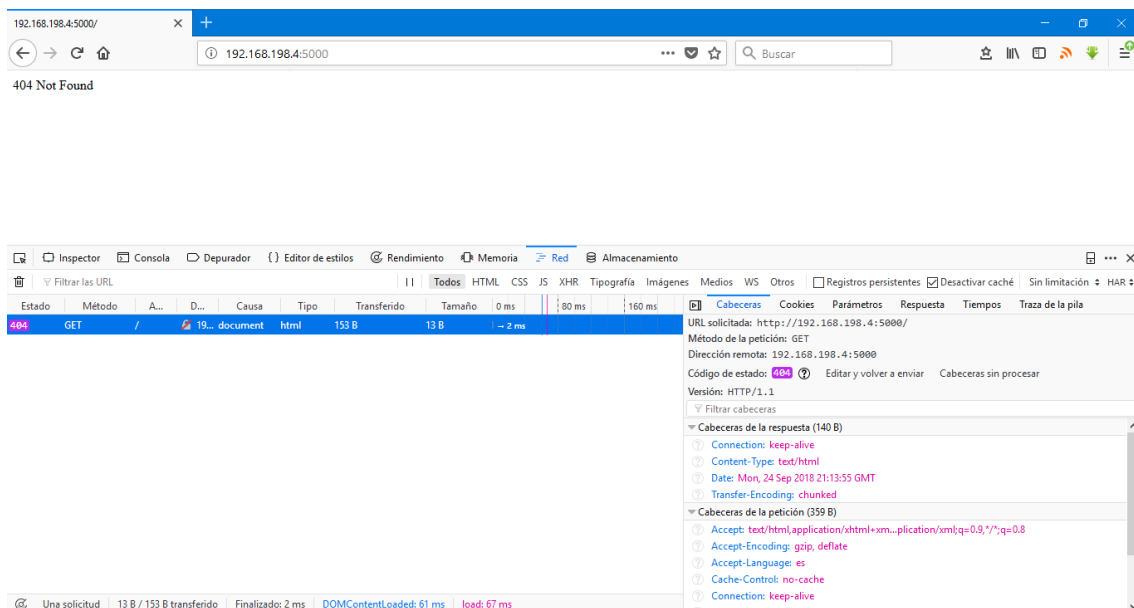 192.168.198.4:5000/
192.168.198.4:5000
Buscar
404 Not Found
Inspector Consola Depurador {} Editor de estilos Rendimiento Memoria Red Almacenamiento
Filtrar las URL Todos HTML CSS JS XHR Tipografía Imágenes Medios WS Otros Registros persistentes Desactivar caché Sin limitación HAR
Estado Método A... D... Causa Tipo Transferido Tamaño 0 ms 80 ms 160 ms
404 GET / 19... document html 153 B 13 B → 2 ms
Cabeceras Cookies Parámetros Respuesta Tiempos Traza de la pila
URL solicitada: http://192.168.198.4:5000/
Método de la petición: GET
Dirección remota: 192.168.198.4:5000
Código de estado: 404 Editar y volver a enviar Cabeceras sin procesar
Versión: HTTP/1.1
Filtrar cabeceras
Cabeceras de la respuesta (140 B)
Connection: keep-alive
Content-Type: text/html
Date: Mon, 24 Sep 2018 21:13:55 GMT
Transfer-Encoding: chunked
Cabeceras de la petición (359 B)
Accept: text/html,application/xhtml+xm...plication/xml;q=0.9,*/*;q=0.8
Accept-Encoding: gzip, deflate
Accept-Language: es
Cache-Control: no-cache
Connection: keep-alive
Una solicitud 13 B / 153 B transferido Finalizado: 2 ms DOMContentLoaded: 61 ms load: 67 ms